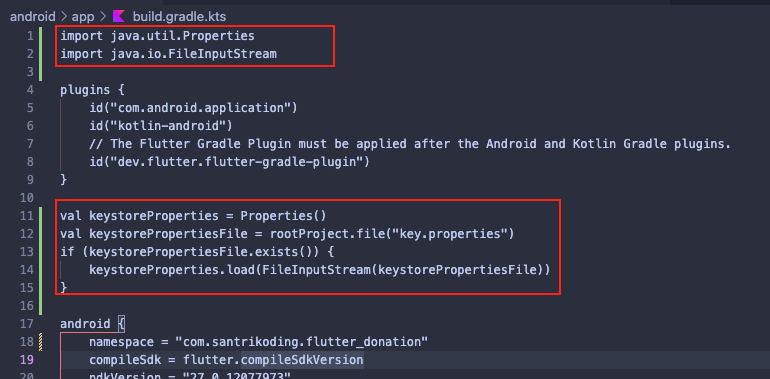 android > app > build.gradle.kts
1 import java.util.Properties
2 import java.io.FileInputStream
3
4 plugins {
5     id("com.android.application")
6     id("kotlin-android")
7     // The Flutter Gradle Plugin must be applied after the Android and Kotlin Gradle plugins.
8     id("dev.flutter.flutter-gradle-plugin")
9 }
10
11 val keystoreProperties = Properties()
12 val keystorePropertiesFile = rootProject.file("key.properties")
13 if (keystorePropertiesFile.exists()) {
14     keystoreProperties.load(FileInputStream(keystorePropertiesFile))
15 }
16
17 android {
18     namespace = "com.santrikoding.flutter_donation"
19     compileSdk = flutter.compileSdkVersion
20     ndkVersion = "27.0.12077973"